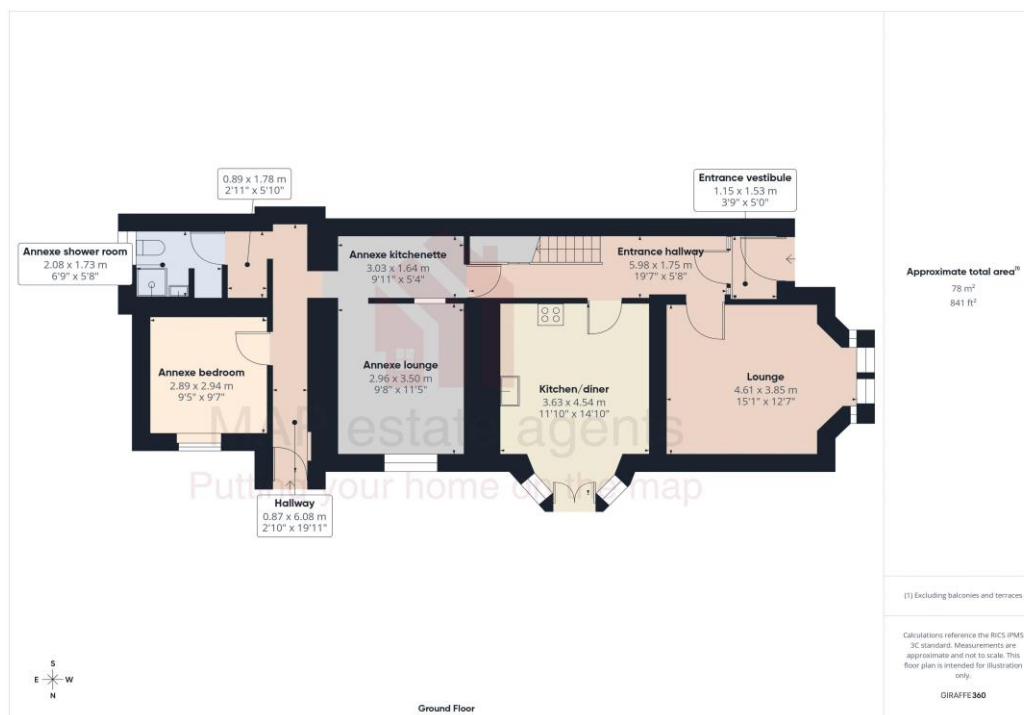 0.89 x 1.78 m
2'11" x 5'10"
Entrance vestibule
1.15 x 1.53 m
3'9" x 5'0"
Annexe shower room
2.08 x 1.73 m
6'9" x 5'8"
Annexe kitchenette
3.03 x 1.64 m
9'11" x 5'4"
Entrance hallway
5.98 x 1.75 m
19'7" x 5'8"
Annexe bedroom
2.89 x 2.94 m
9'5" x 9'7"
Annexe lounge
2.96 x 3.50 m
9'8" x 11'5"
Kitchen/diner
3.63 x 4.54 m
11'10" x 14'10"
Lounge
4.61 x 3.85 m
15'1" x 12'7"
MAP estate agents
Putting your home on the map
Hallway
0.87 x 6.08 m
2'10" x 19'11"
S
E W
N
Ground Floor
Approximate total area(1)
78 m²
841 ft²
(1) Excluding balconies and terraces
Calculations reference the RICS IPMS
3C standard. Measurements are
approximate and not to scale. This
floor plan is intended for illustration
only.
GIRAFFE360